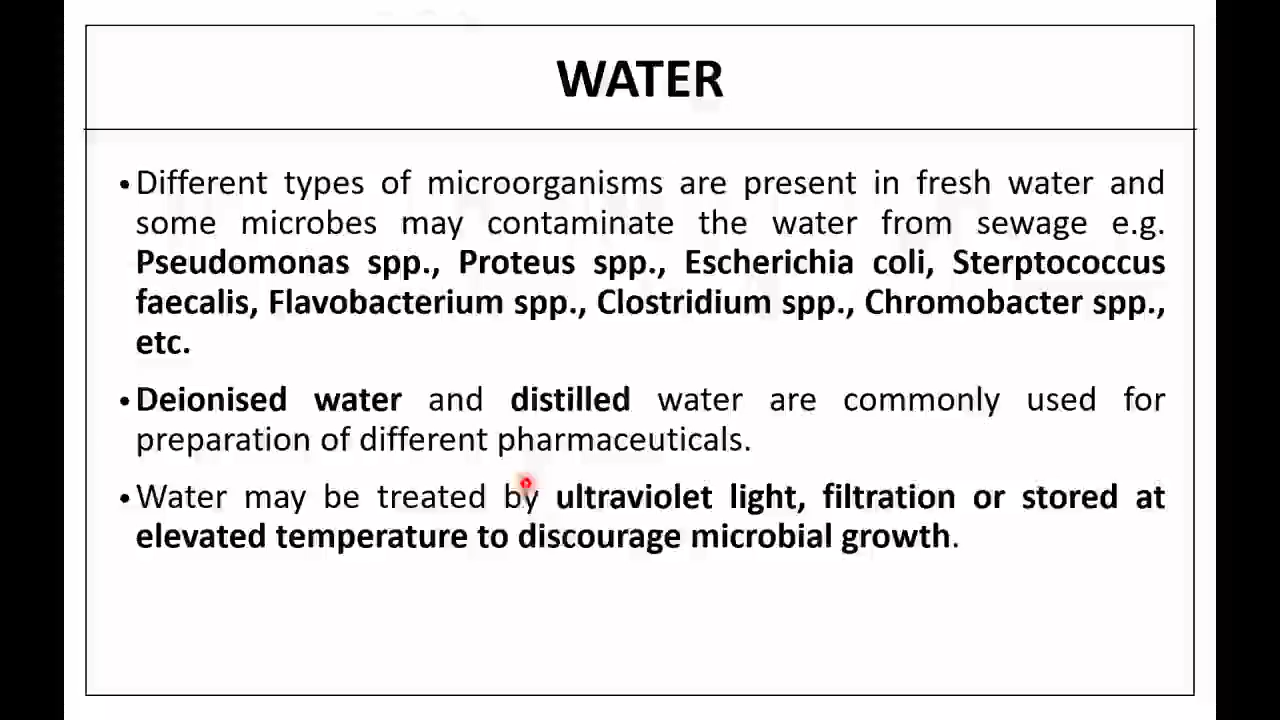 WATER
• Different types of microorganisms are present in fresh water and
some microbes may contaminate the water from sewage e.g.
Pseudomonas spp., Proteus spp., Escherichia coli, Sterptococcus
faecalis, Flavobacterium spp., Clostridium spp., Chromobacter spp.,
etc.
• Deionised water and distilled water are commonly used for
preparation of different pharmaceuticals.
• Water may be treated by ultraviolet light, filtration or stored at
elevated temperature to discourage microbial growth.